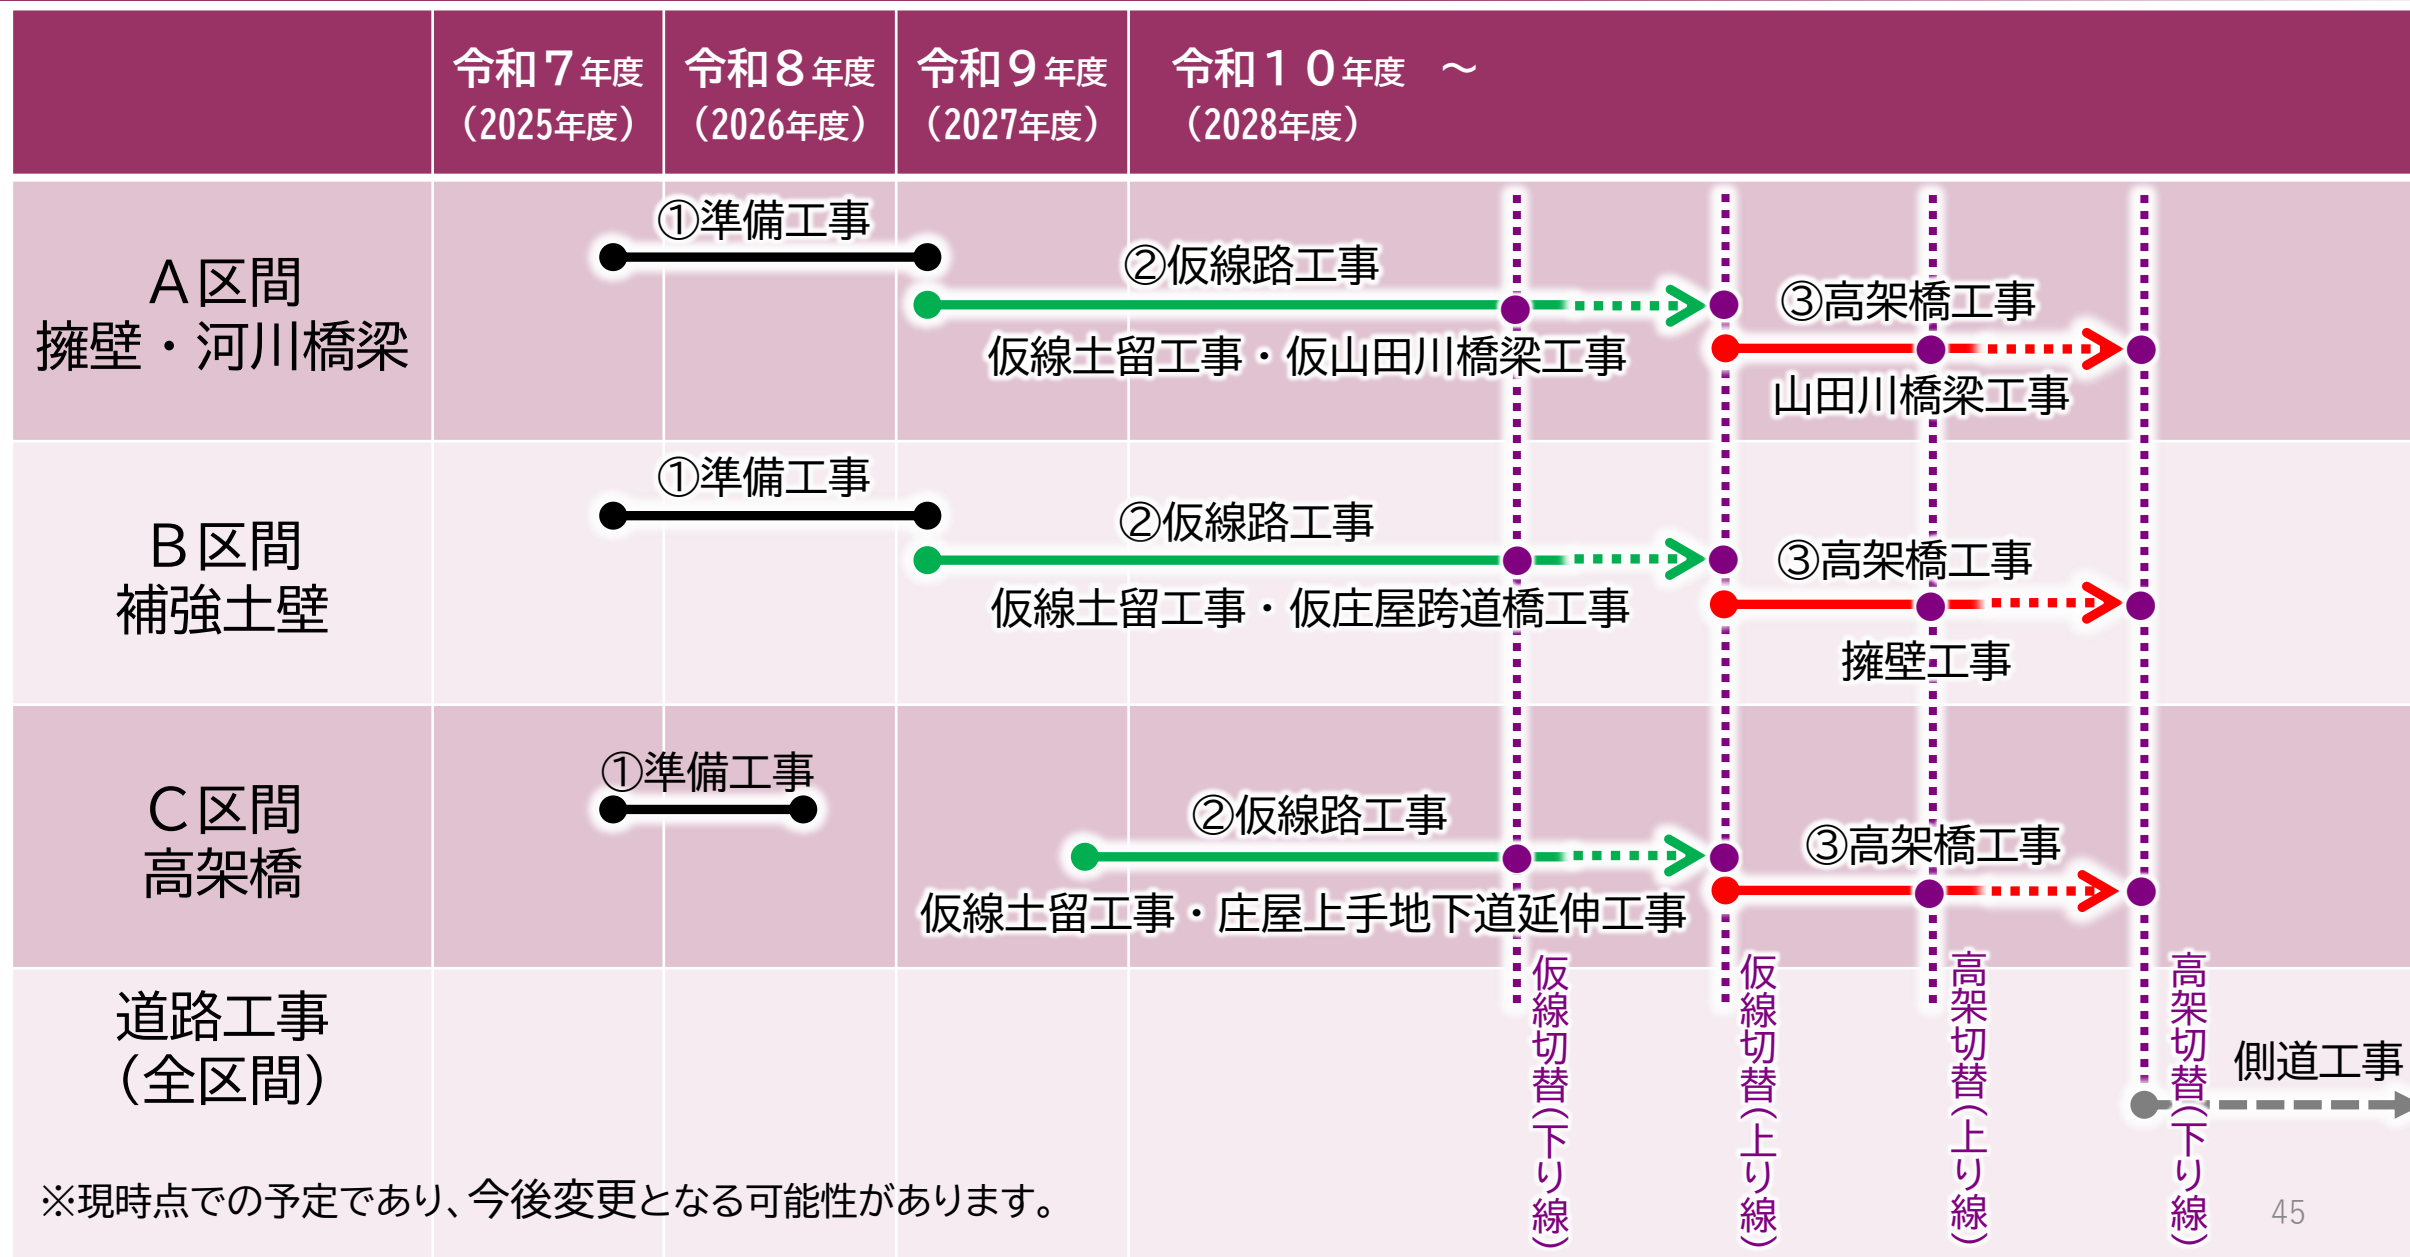 令和７年度
（2025年度）
令和８年度
（2026年度）
令和９年度
（2027年度）
令和１０年度　～
（2028年度）
Ａ区間
擁壁・河川橋梁
①準備工事
②仮線路工事
仮線土留工事・仮山田川橋梁工事
③高架橋工事
山田川橋梁工事
Ｂ区間
補強土壁
①準備工事
②仮線路工事
仮線土留工事・仮庄屋跨道橋工事
③高架橋工事
擁壁工事
Ｃ区間
高架橋
①準備工事
②仮線路工事
仮線土留工事・庄屋上手地下道延伸工事
③高架橋工事
道路工事
（全区間）
仮線切替（下り線）
仮線切替（上り線）
高架切替（上り線）
高架切替（下り線）
側道工事
※現時点での予定であり、今後変更となる可能性があります。
45